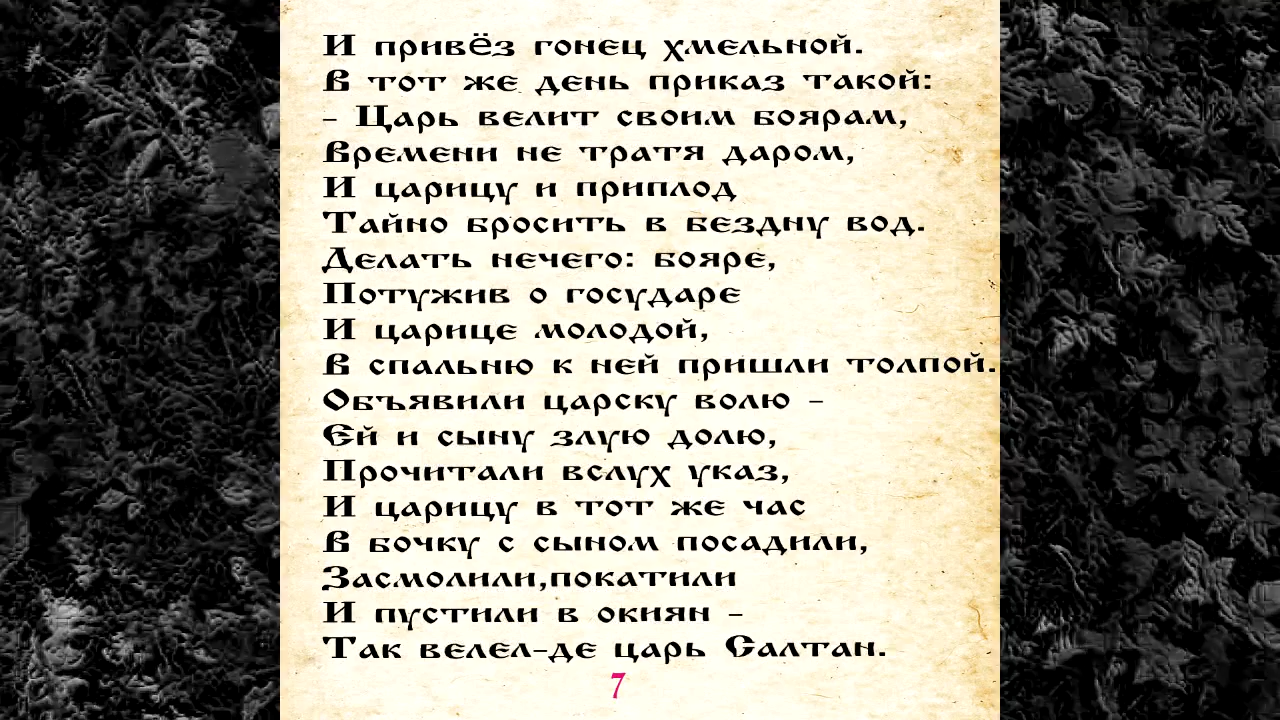 И привёз гонец хмельной.
В тот же день приказ такой:
- Царь велит своим боярам,
Времени не тратя даром,
И царицу и приплод
Тайно бросить в бездну вод.
Делать нечего: бояре,
Потужив о государе
И царице молодой,
В спальню к ней пришли толпой.
Объявили царску волю -
Ей и сыну злую долю,
Прочитали вслух указ,
И царицу в тот же час
В бочку с сыном посадили,
Засмолили,покатили
И пустили в окиян -
Так велел-де царь Салтан.
7